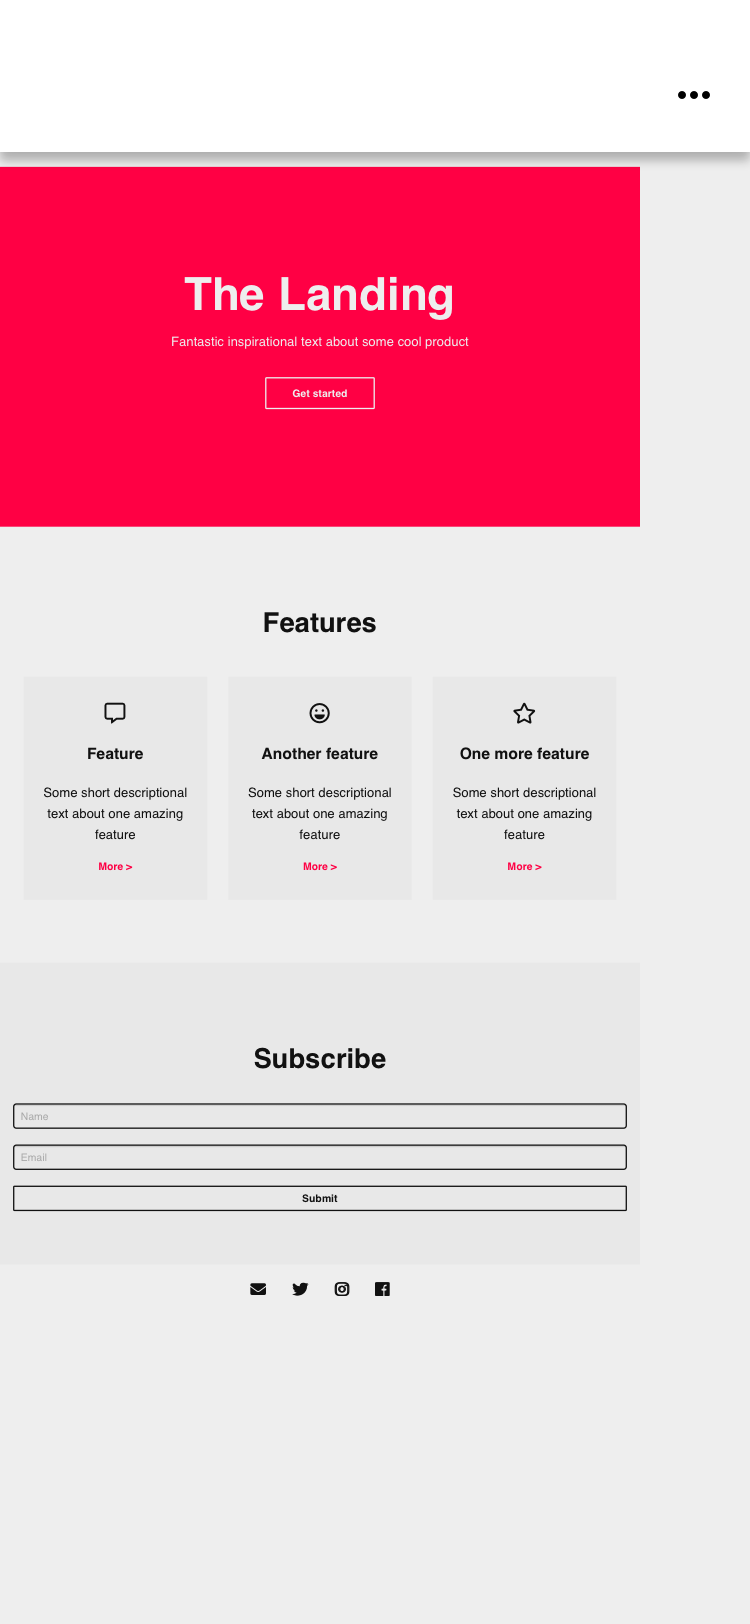 The Landing
Fantastic inspirational text about some cool product
Get started
Features
Feature
Some short descriptional
text about one amazing
feature
More >
Another feature
Some short descriptional
text about one amazing
feature
More >
One more feature
Some short descriptional
text about one amazing
feature
More >
Subscribe
Name
Email
Submit